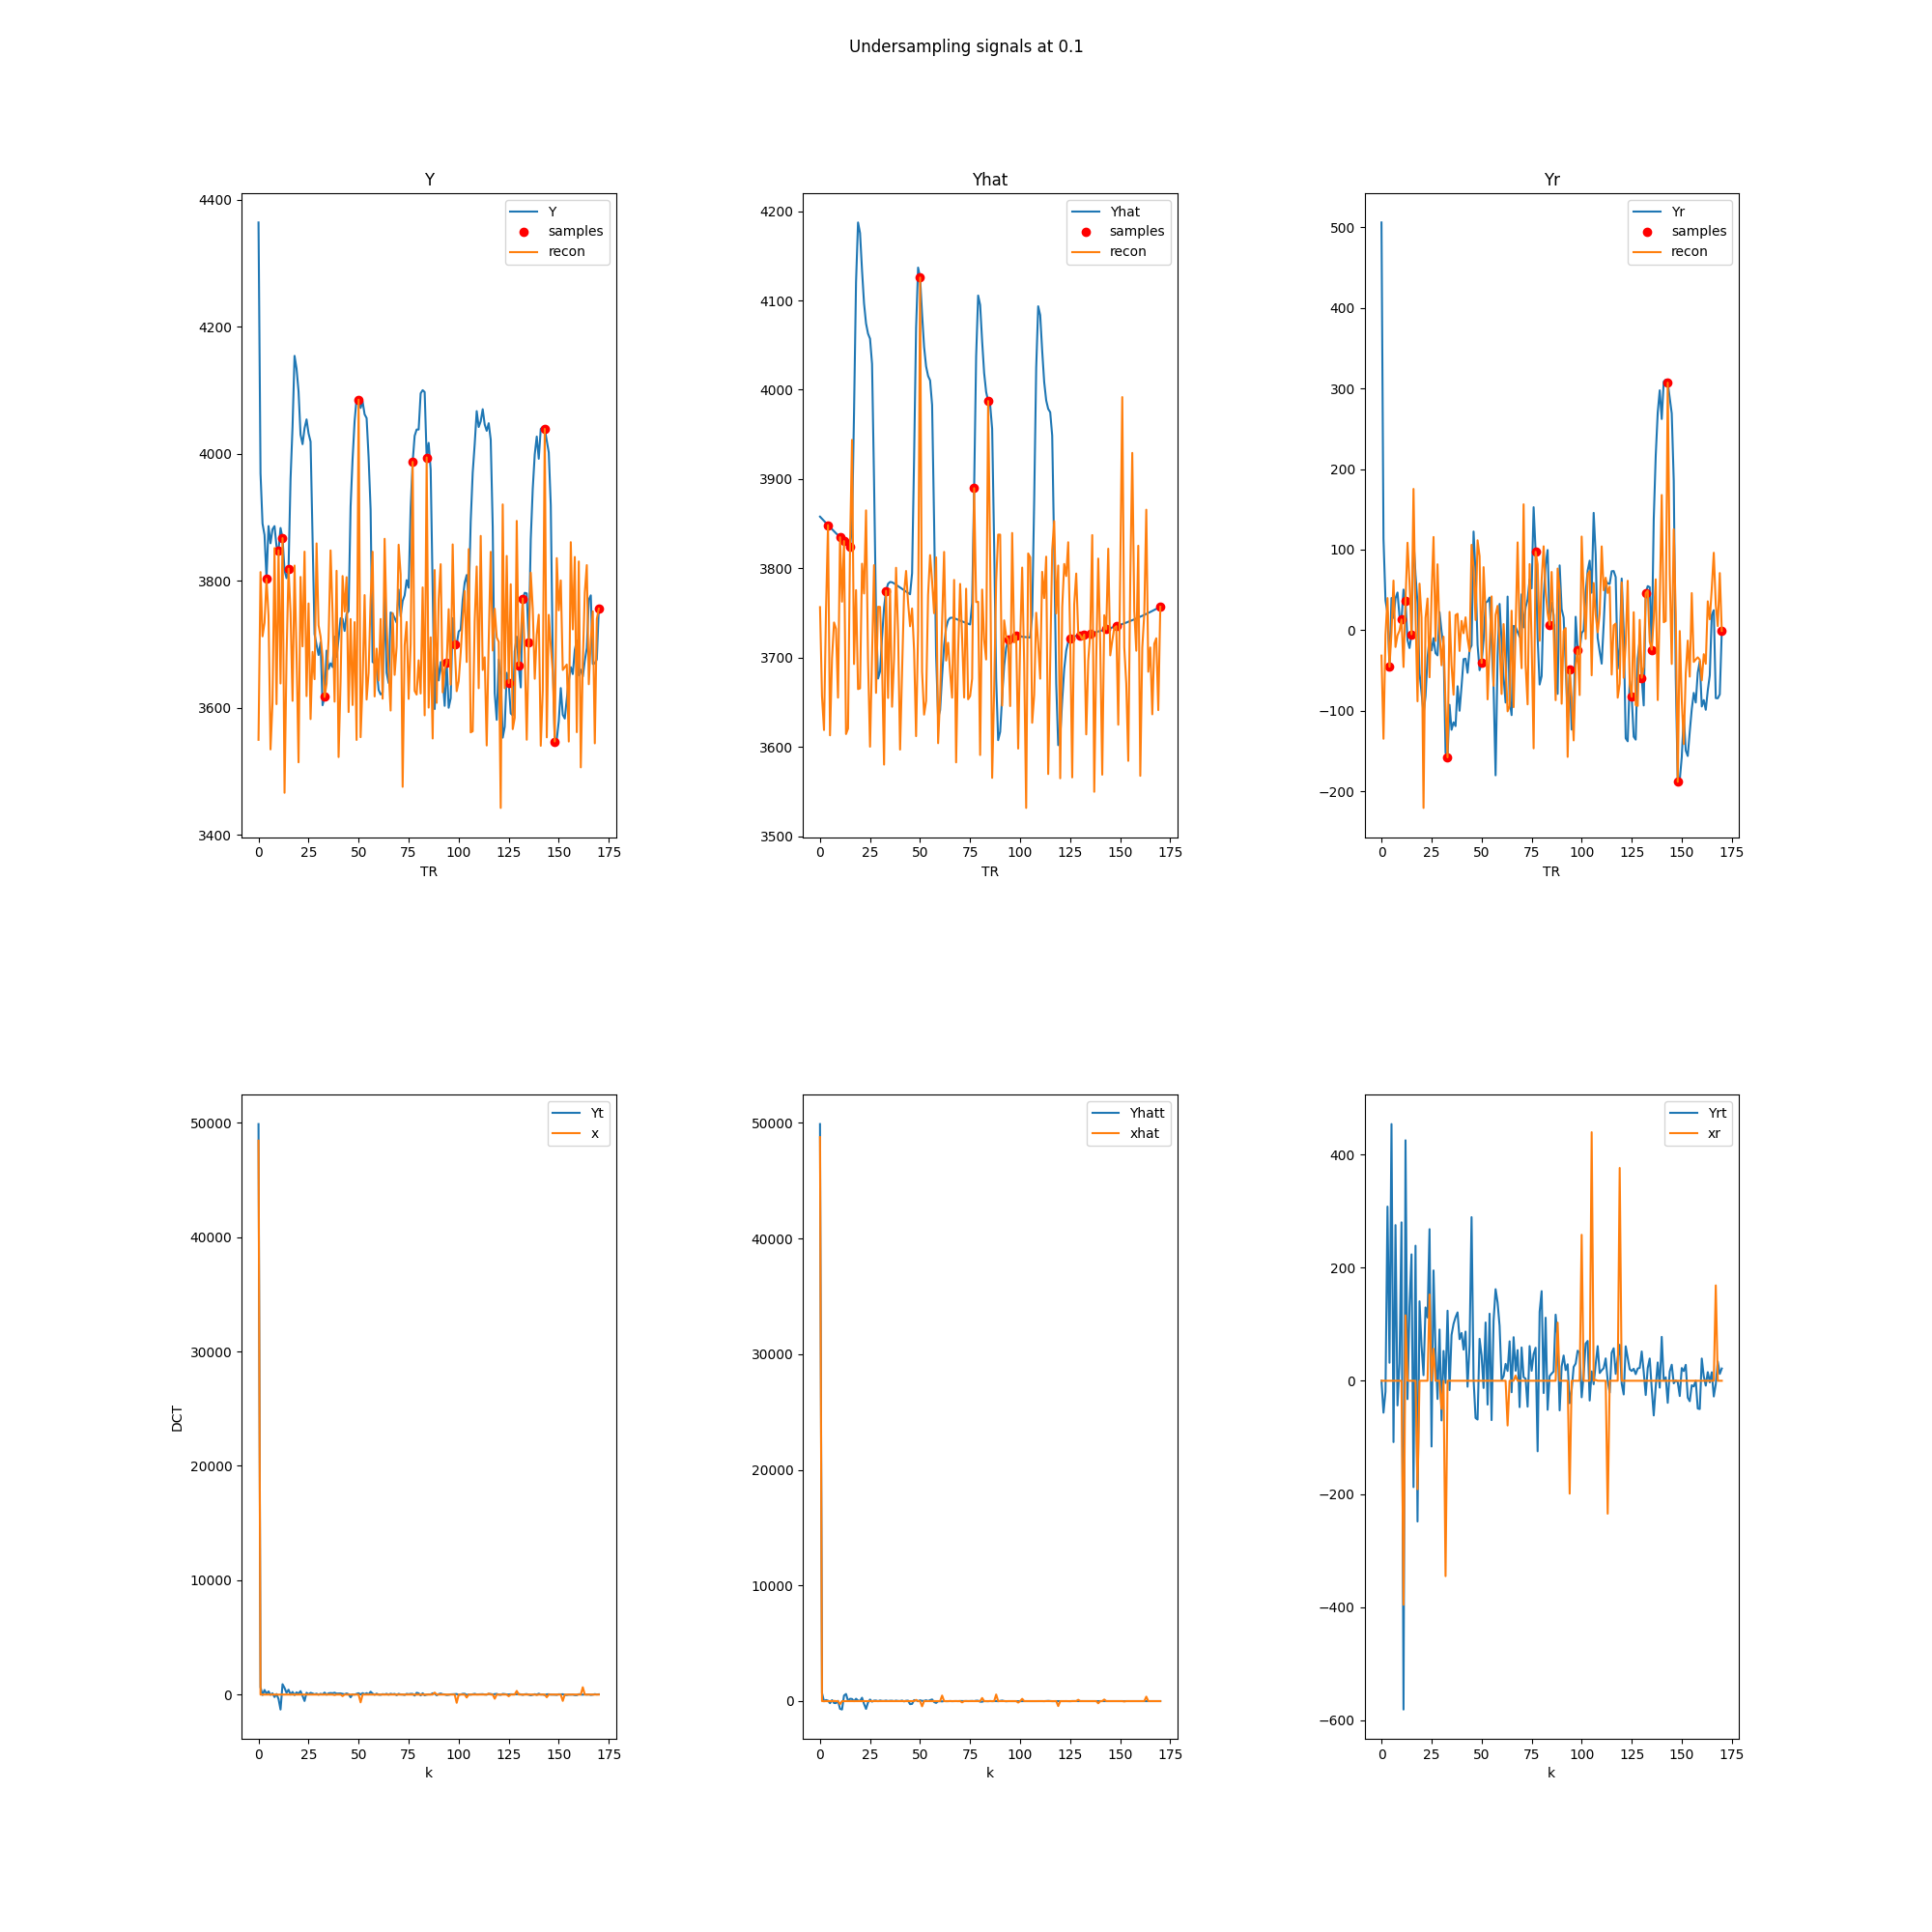 Undersampling signals at 0.1
Y
4400
4200
4000
3800
3600
3400
0 25 50 75 100 125 150 175
TR
Y
samples
recon
Yhat
4200
4100
4000
3900
3800
3700
3600
3500
0 25 50 75 100 125 150 175
TR
Yhat
samples
recon
Yr
500
400
300
200
100
0
−100
−200
0 25 50 75 100 125 150 175
TR
Yr
samples
recon
DCT
50000
40000
30000
20000
10000
0
0 25 50 75 100 125 150 175
k
Yt
x
50000
40000
30000
20000
10000
0
0 25 50 75 100 125 150 175
k
Yhatt
xhat
400
200
0
−200
−400
−600
0 25 50 75 100 125 150 175
k
Yrt
xr